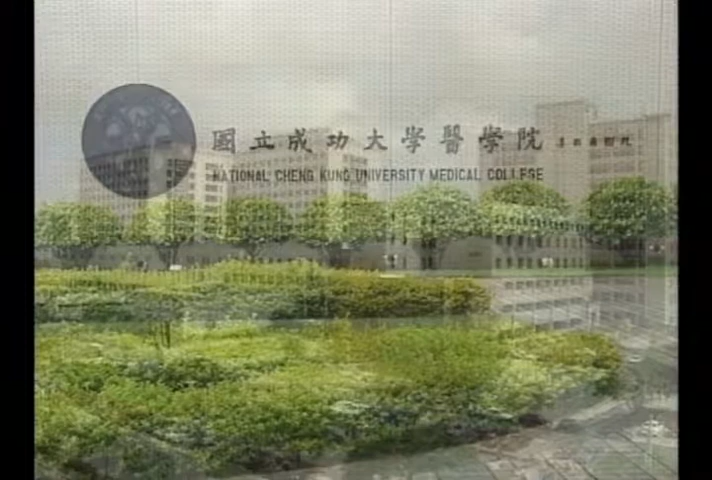 國立成功大學醫學院
NATIONAL CHENG KUNG UNIVERSITY MEDICAL COLLEGE